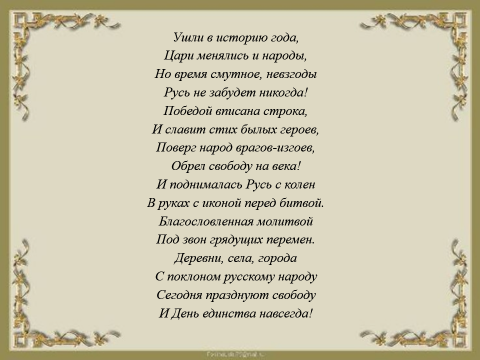 Ушли в историю года,
Цари менялись и народы,
Но время смутное, невзгоды
Русь не забудет никогда!
Победой вписана строка,
И славит стих былых героев,
Поверг народ врагов-изгоев,
Обрел свободу на века!
И поднималась Русь с колен
В руках с иконой перед битвой.
Благословленная молитвой
Под звон грядущих перемен.
Деревни, села, города
С поклоном русскому народу
Сегодня празднуют свободу
И День единства навсегда!